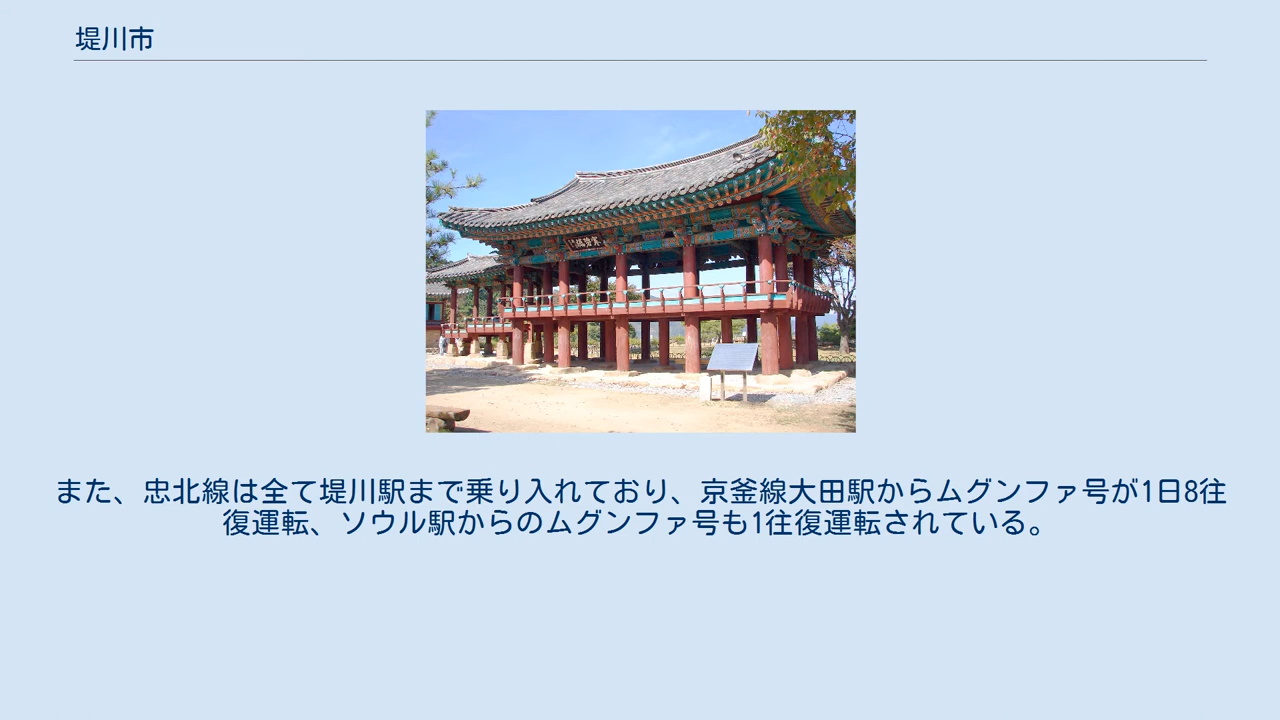 堤川市
また、忠北線は全て堤川駅まで乗り入れており、京釜線大田駅からムグンファ号が1日8往
復運転、ソウル駅からのムグンファ号も1往復運転されている。